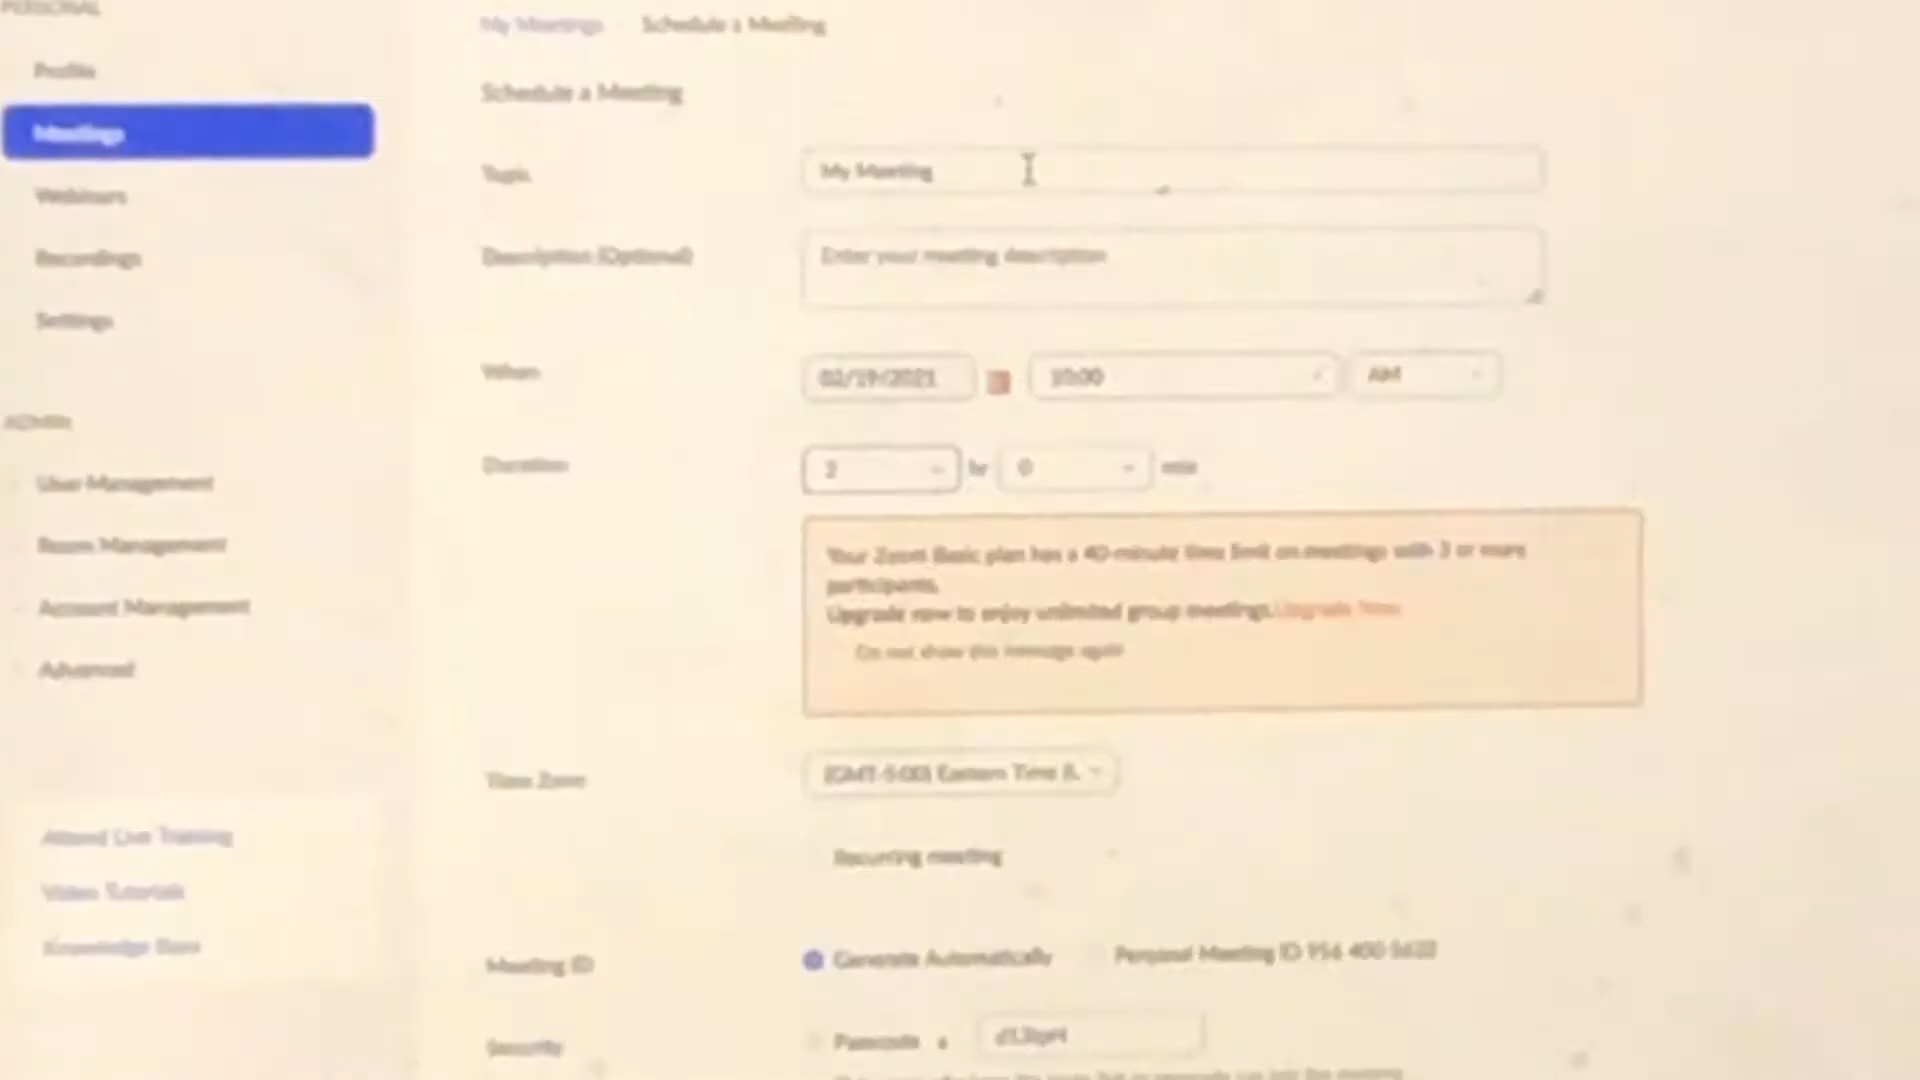 PERSONAL
Profile
Meetings
Webinars
Recordings
Settings
ADMIN
User Management
Room Management
Account Management
Advanced
Attend Live Training
Video Tutorials
Knowledge Base
My Meetings
Schedule a Meeting
Schedule a Meeting
Topic
My Meeting
Description (Optional)
Enter your meeting description
When
02/19/2021
10:00
AM
Duration
hr
0
min
Your Zoom Basic plan has a 40-minute time limit on meetings with 3 or more
participants.
Upgrade now to enjoy unlimited group meetings. Upgrade Now
Do not show this message again
Time Zone
(GMT-5:00) Eastern Time (
Recurring meeting
Meeting ID
Generate Automatically
Personal Meeting ID
Security
Passcode